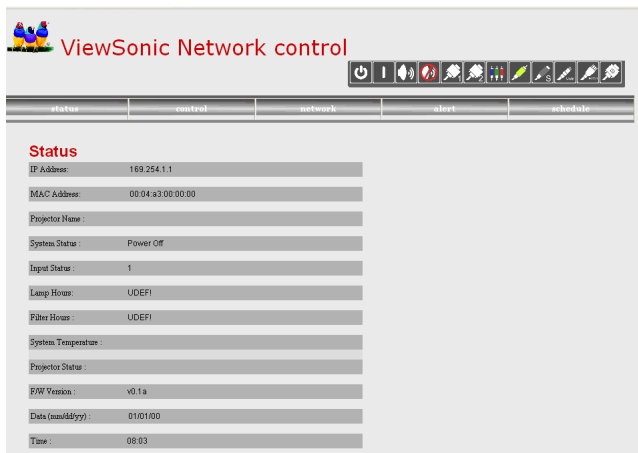 ViewSonic Network control
1 2 S
status control network alert schedule
Status
IP Address: 169.254.1.1
MAC Address: 00:04:a3:00:00:00
Projector Name :
System Status : Power Off
Input Status : 1
Lamp Hours: UDEF!
Filter Hours : UDEF!
System Temperature :
Projector Status :
F/W Version : v0.1a
Data (mm/dd/yy) : 01/01/00
Time : 08:03